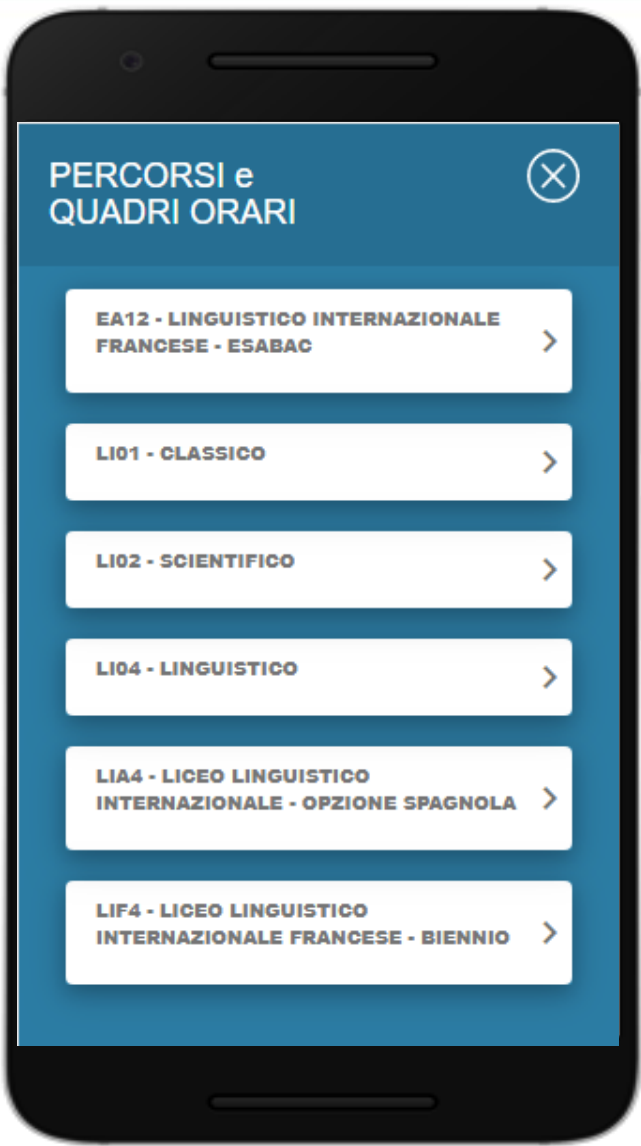 PERCORSI e
QUADRI ORARI
EA12 - LINGUISTICO INTERNAZIONALE
FRANCESE - ESABAC
LI01 - CLASSICO
LI02 - SCIENTIFICO
LI04 - LINGUISTICO
LIA4 - LICEO LINGUISTICO
INTERNAZIONALE - OPZIONE SPAGNOLA
LIF4 - LICEO LINGUISTICO
INTERNAZIONALE FRANCESE - BIENNIO